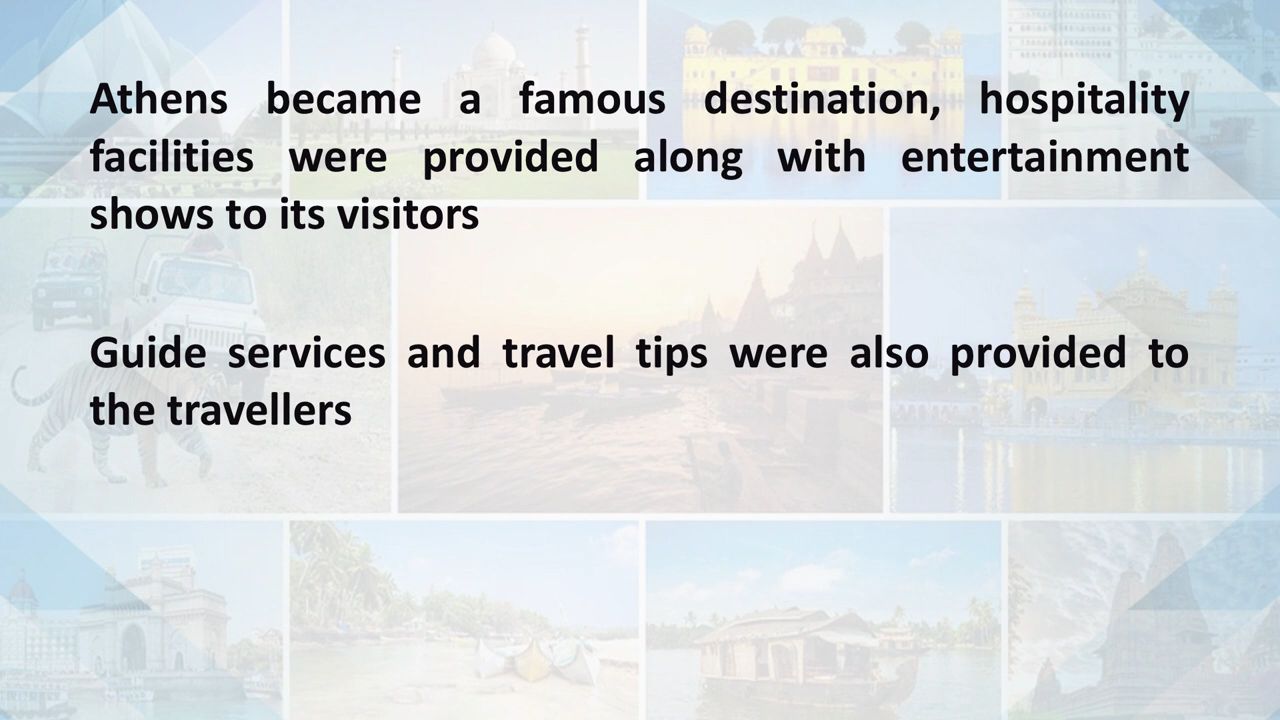 Athens became a famous destination, hospitality
facilities were provided along with entertainment
shows to its visitors
Guide services and travel tips were also provided to
the travellers